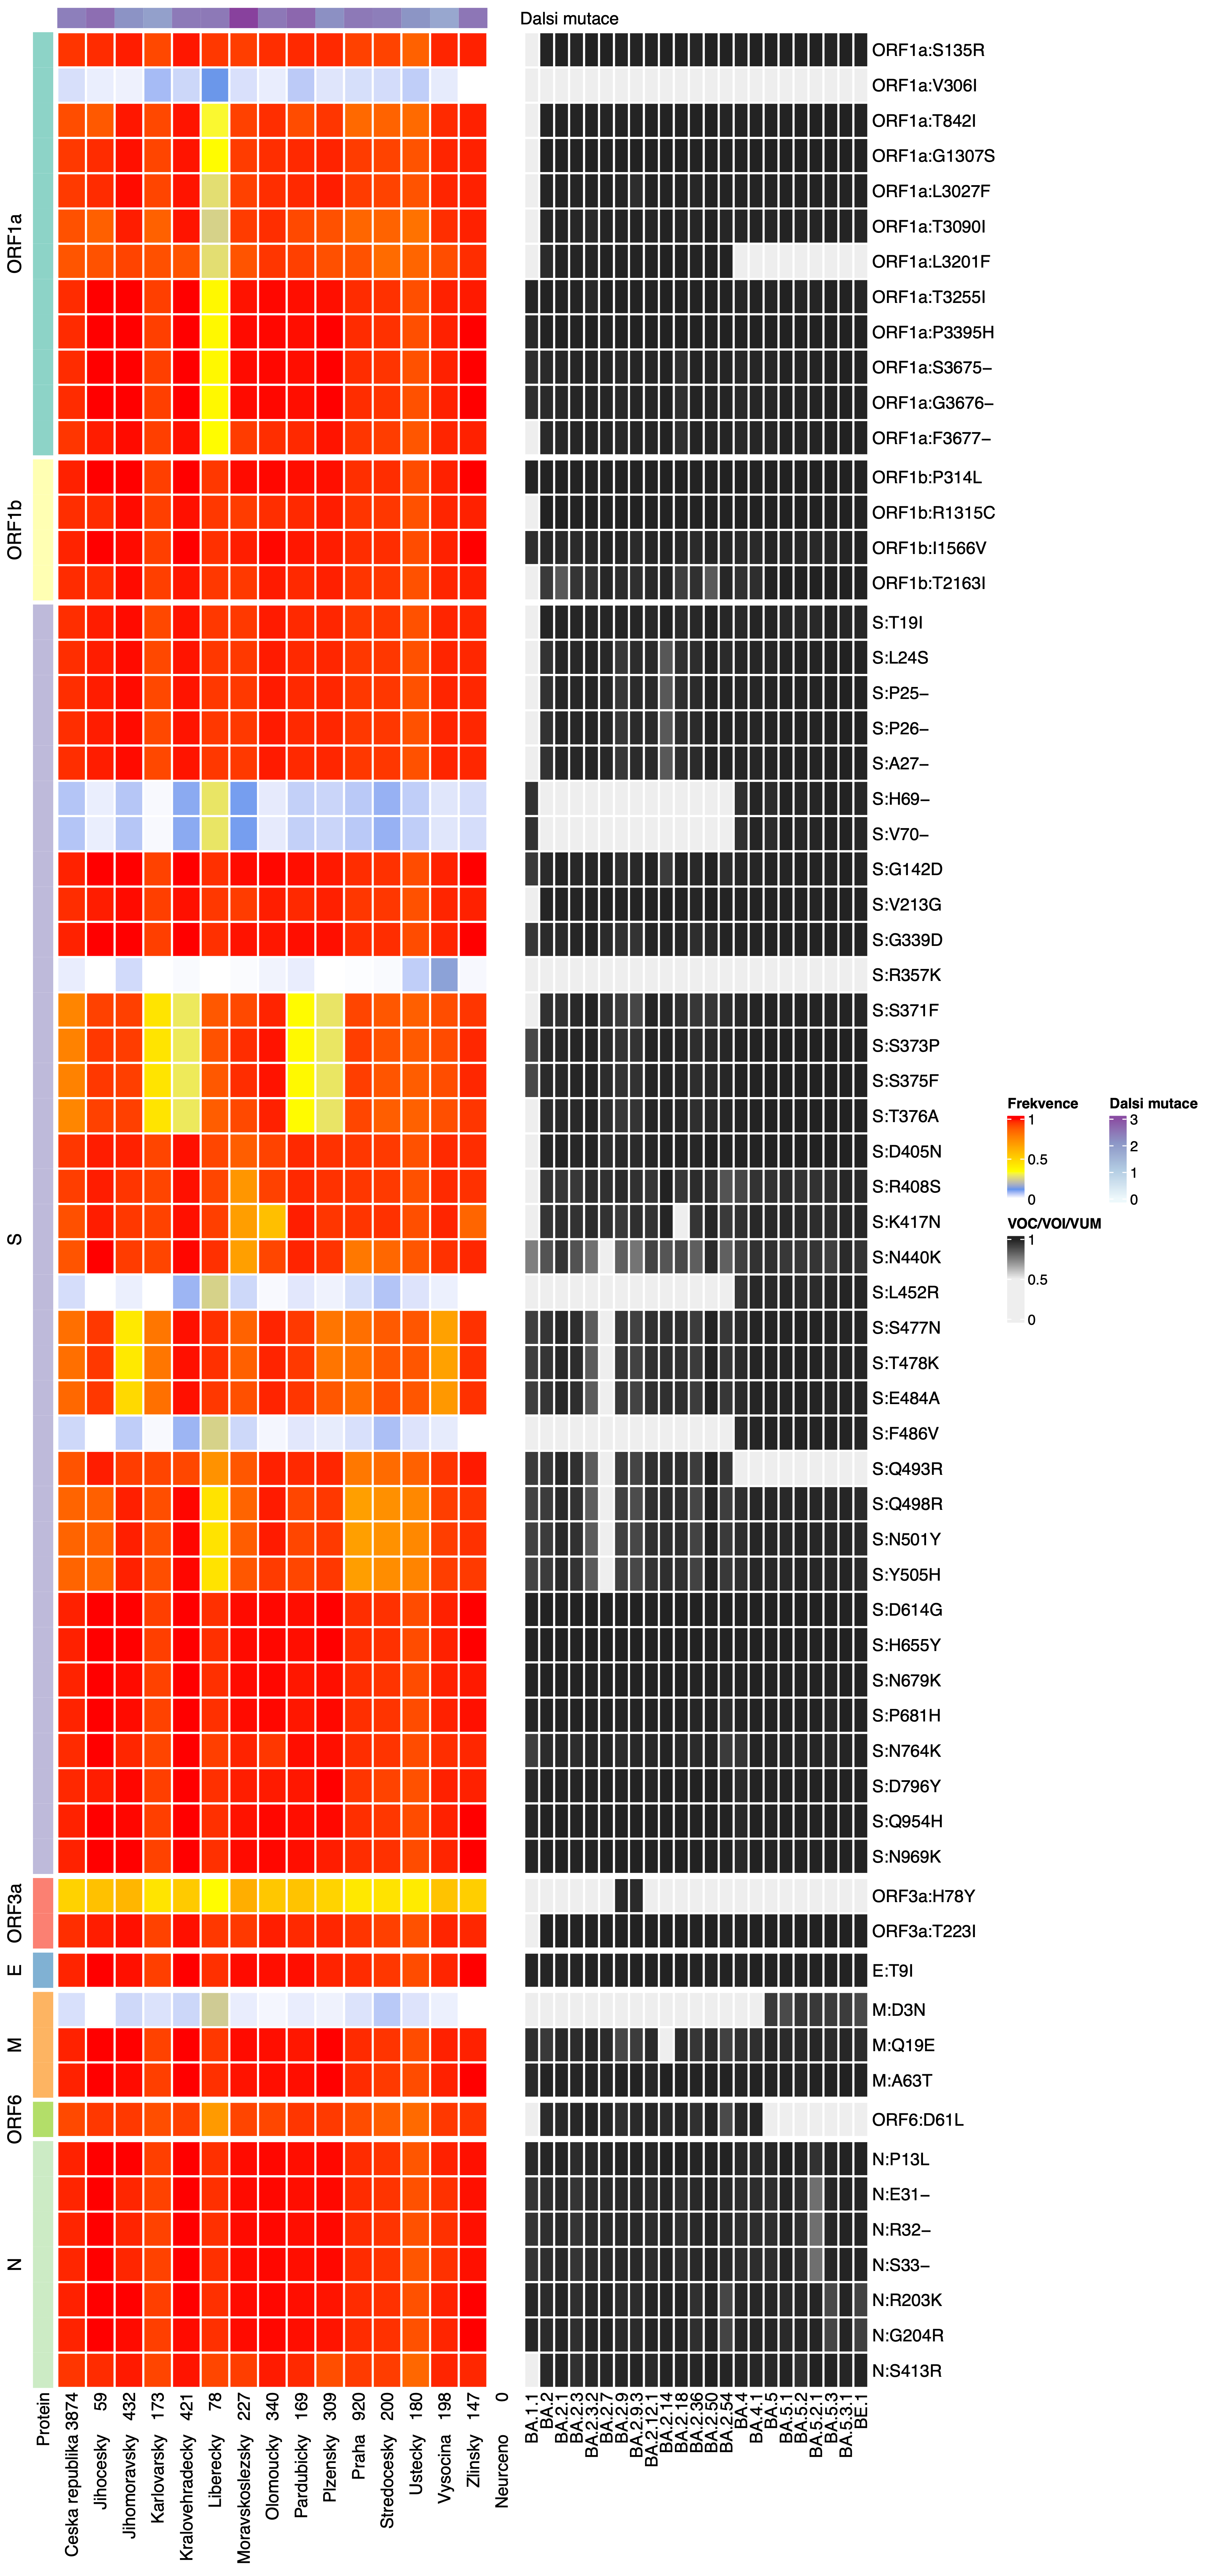 Dalsi mutace
ORF1a
ORF1b
S
ORF3a
E
M
ORF6
N
ORF1a:S135R
ORF1a:V306I
ORF1a:T842I
ORF1a:G1307S
ORF1a:L3027F
ORF1a:T3090I
ORF1a:L3201F
ORF1a:T3255I
ORF1a:P3395H
ORF1a:S3675−
ORF1a:G3676−
ORF1a:F3677−
ORF1b:P314L
ORF1b:R1315C
ORF1b:I1566V
ORF1b:T2163I
S:T19I
S:L24S
S:P25−
S:P26−
S:A27−
S:H69−
S:V70−
S:G142D
S:V213G
S:G339D
S:R357K
S:S371F
S:S373P
S:S375F
S:T376A
S:D405N
S:R408S
S:K417N
S:N440K
S:L452R
S:S477N
S:T478K
S:E484A
S:F486V
S:Q493R
S:Q498R
S:N501Y
S:Y505H
S:D614G
S:H655Y
S:N679K
S:P681H
S:N764K
S:D796Y
S:Q954H
S:N969K
ORF3a:H78Y
ORF3a:T223I
E:T9I
M:D3N
M:Q19E
M:A63T
ORF6:D61L
N:P13L
N:E31−
N:R32−
N:S33−
N:R203K
N:G204R
N:S413R
Frekvence
1
0.5
0
Dalsi mutace
3
2
1
0
VOC/VOI/VUM
1
0.5
0
Protein
Ceska republika 3874
Jihocesky 59
Jihomoravsky 432
Karlovarsky 173
Kralovehradecky 421
Liberecky 78
Moravskoslezsky 227
Olomoucky 340
Pardubicky 169
Plzensky 309
Praha 920
Stredocesky 200
Ustecky 180
Vysocina 198
Zlinsky 147
Neurceno 0
BA.1.1
BA.2
BA.2.1
BA.2.3
BA.2.3.2
BA.2.7
BA.2.9
BA.2.9.3
BA.2.12.1
BA.2.14
BA.2.18
BA.2.36
BA.2.50
BA.2.54
BA.4
BA.4.1
BA.5
BA.5.1
BA.5.2
BA.5.2.1
BA.5.3
BA.5.3.1
BE.1